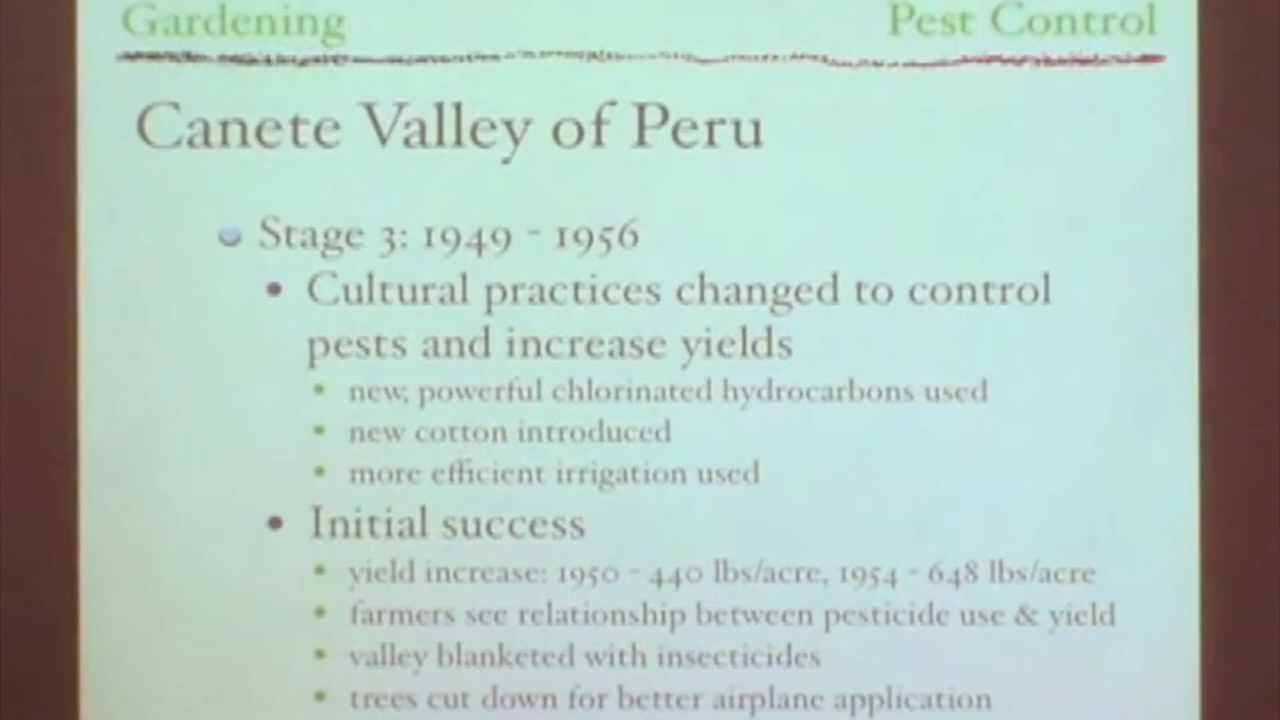 Gardening Pest Control
Canete Valley of Peru
Stage 3: 1949 - 1956
• Cultural practices changed to control
pests and increase yields
• new, powerful chlorinated hydrocarbons used
• new cotton introduced
• more efficient irrigation used
• Initial success
• yield increase: 1950 - 440 lbs/acre, 1954 - 648 lbs/acre
• farmers see relationship between pesticide use & yield
• valley blanketed with insecticides
• trees cut down for better airplane application